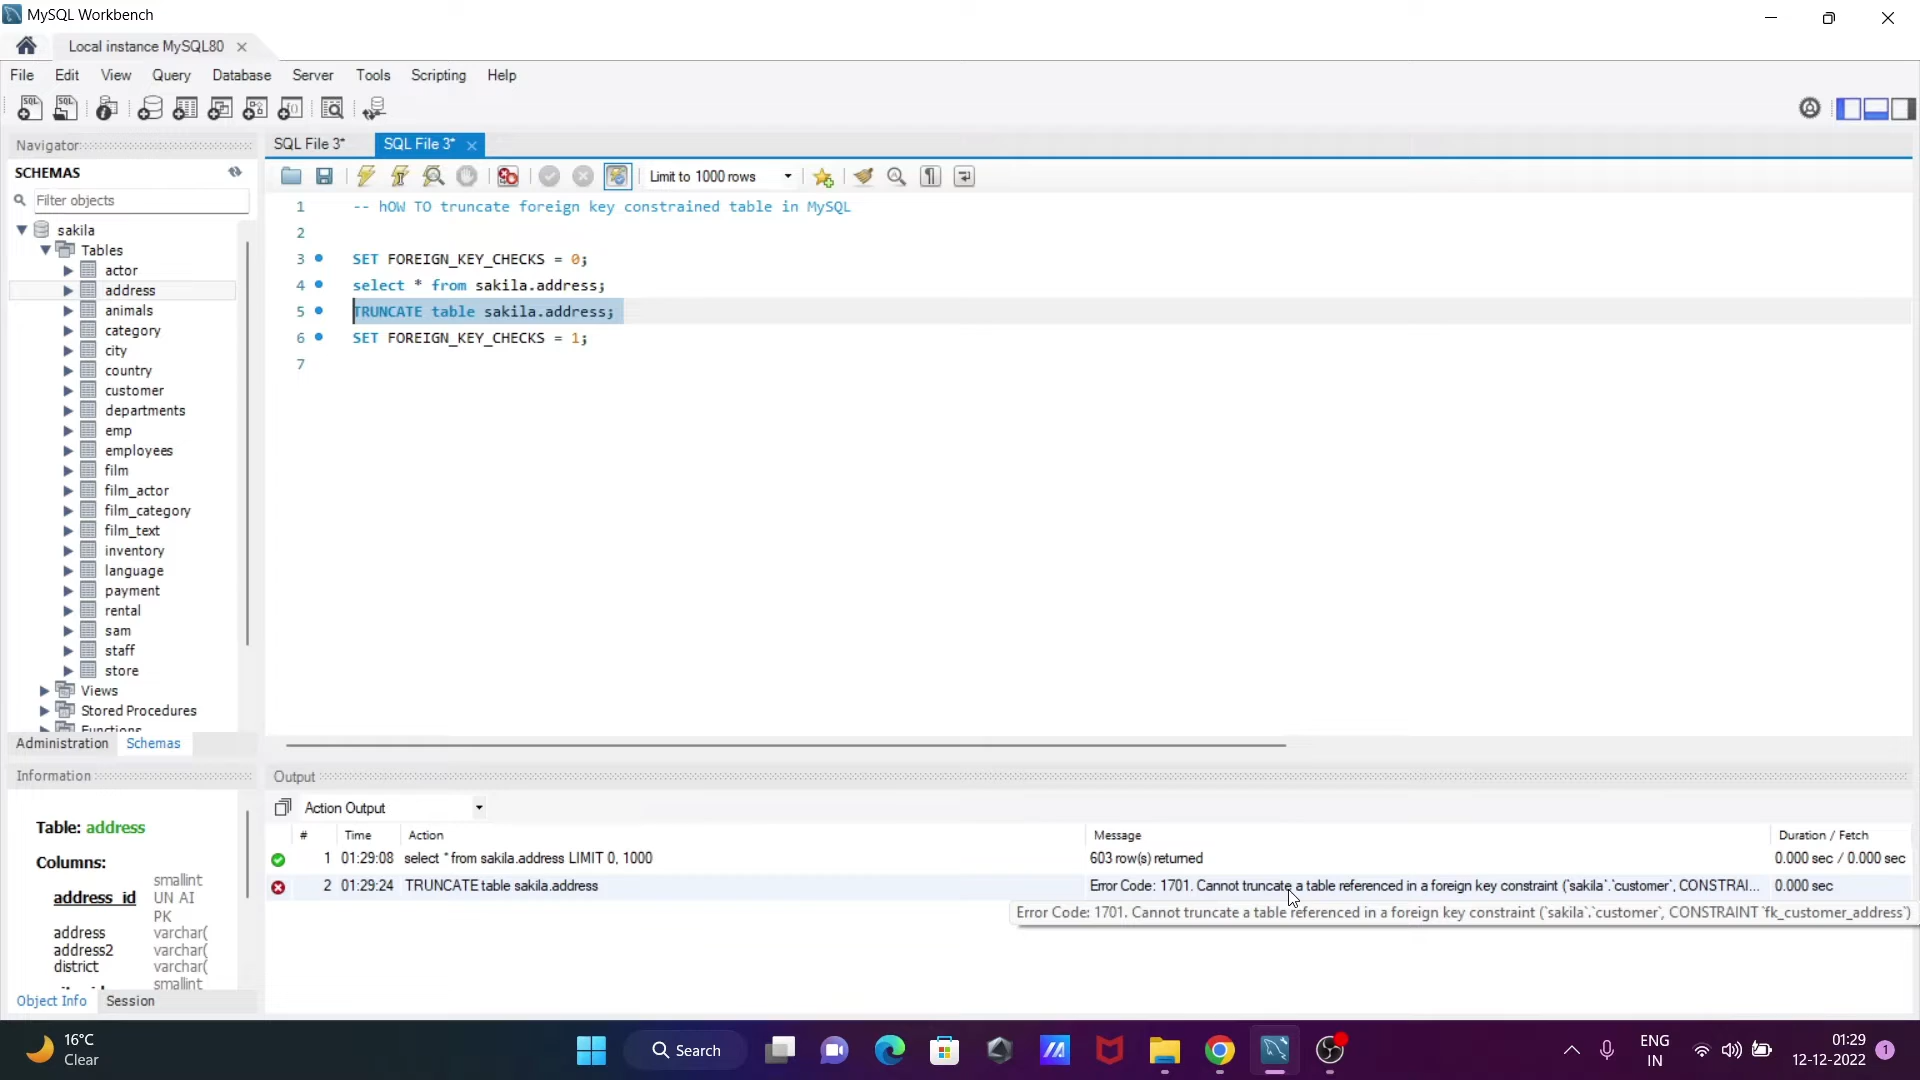 MySQL Workbench
Local instance MySQL80
File Edit View Query Database Server Tools Scripting Help
Navigator
SCHEMAS
Filter objects
sakila
Tables
actor
address
animals
category
city
country
customer
departments
emp
employees
film
film_actor
film_category
film_text
inventory
language
payment
rental
sam
staff
store
Views
Stored Procedures
Functions
Administration Schemas
Information
Table: address
Columns:
address_id smallint UN AI PK
address varchar(
address2 varchar(
district varchar(
smallint
Object Info Session
SQL File 3* SQL File 3*
Limit to 1000 rows
1 -- hOW TO truncate foreign key constrained table in MySQL
2
3 SET FOREIGN_KEY_CHECKS = 0;
4 select * from sakila.address;
5 TRUNCATE table sakila.address;
6 SET FOREIGN_KEY_CHECKS = 1;
7
Output
Action Output
# Time Action Message Duration / Fetch
1 01:29:08 select * from sakila.address LIMIT 0, 1000 603 row(s) returned 0.000 sec / 0.000 sec
2 01:29:24 TRUNCATE table sakila.address Error Code: 1701. Cannot truncate a table referenced in a foreign key constraint (`sakila`.`customer`, CONSTRAI... 0.000 sec
Error Code: 1701. Cannot truncate a table referenced in a foreign key constraint (`sakila`.`customer`, CONSTRAINT `fk_customer_address`)
16°C
Clear
Search
ENG
IN
01:29
12-12-2022
1